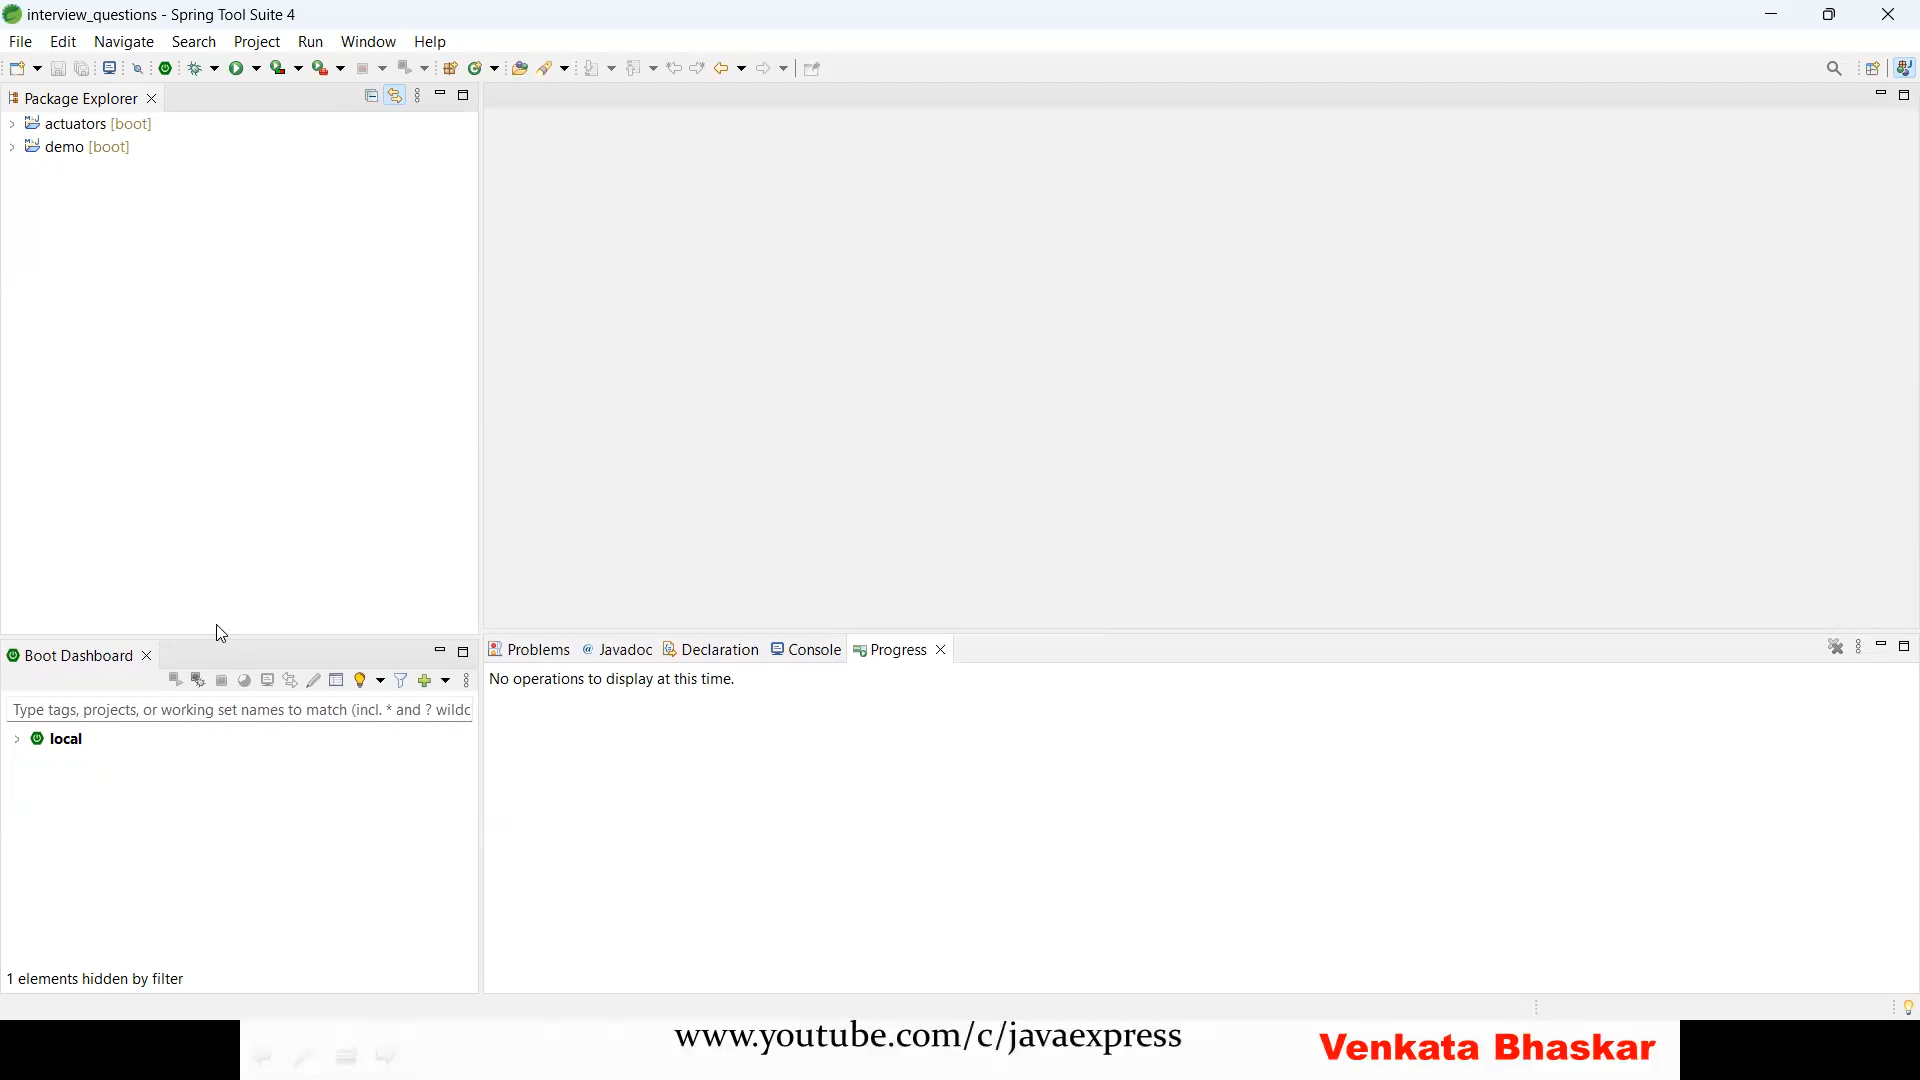 interview_questions - Spring Tool Suite 4
File Edit Navigate Search Project Run Window Help
Package Explorer
actuators [boot]
demo [boot]
Boot Dashboard
Type tags, projects, or working set names to match (incl. * and ? wildc
local
1 elements hidden by filter
Problems Javadoc Declaration Console Progress
No operations to display at this time.
www.youtube.com/c/javaexpress
Venkata Bhaskar